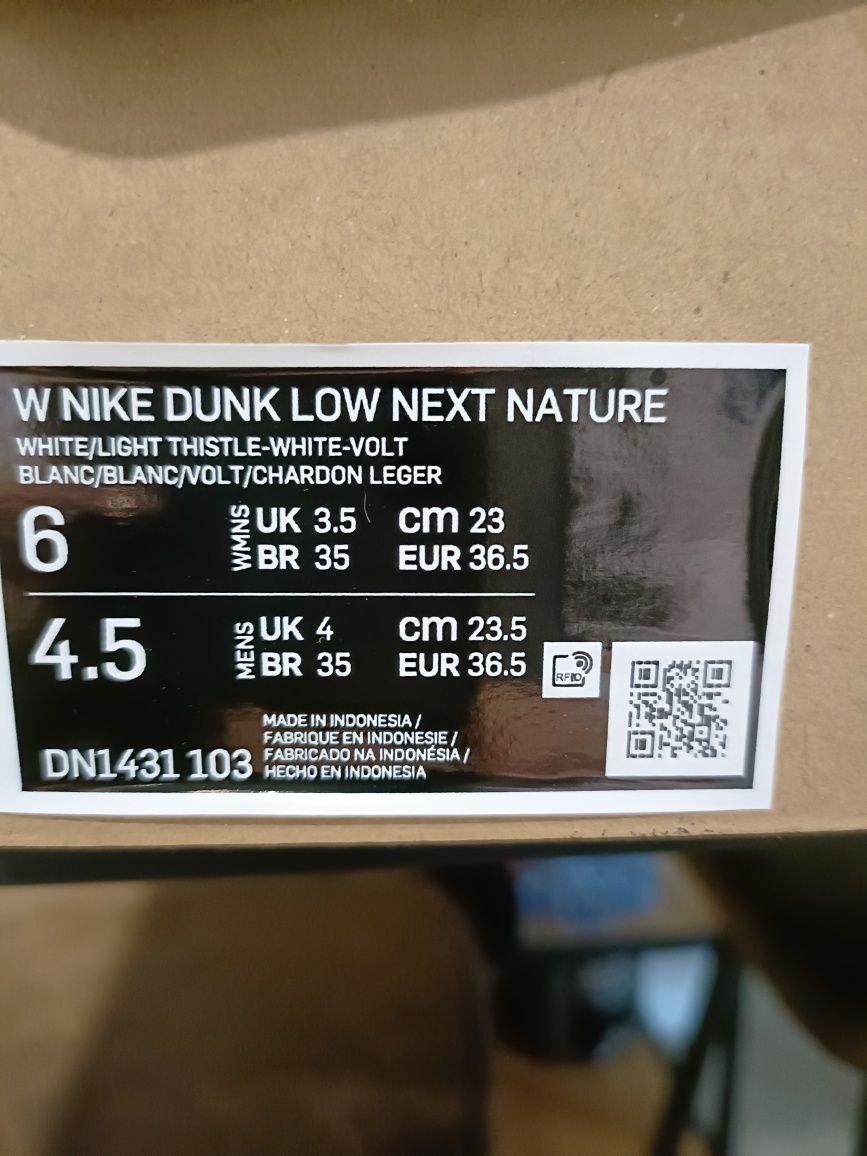 W NIKE DUNK LOW NEXT NATURE
WHITE/LIGHT THISTLE-WHITE-VOLT
BLANC/BLANC/VOLT/CHARDON LEGER
6 WMNS UK 3.5 cm 23
BR 35 EUR 36.5
4.5 MENS UK 4 cm 23.5
BR 35 EUR 36.5
RFID
MADE IN INDONESIA /
FABRIQUE EN INDONESIE /
FABRICADO NA INDONÉSIA /
HECHO EN INDONESIA
DN1431 103